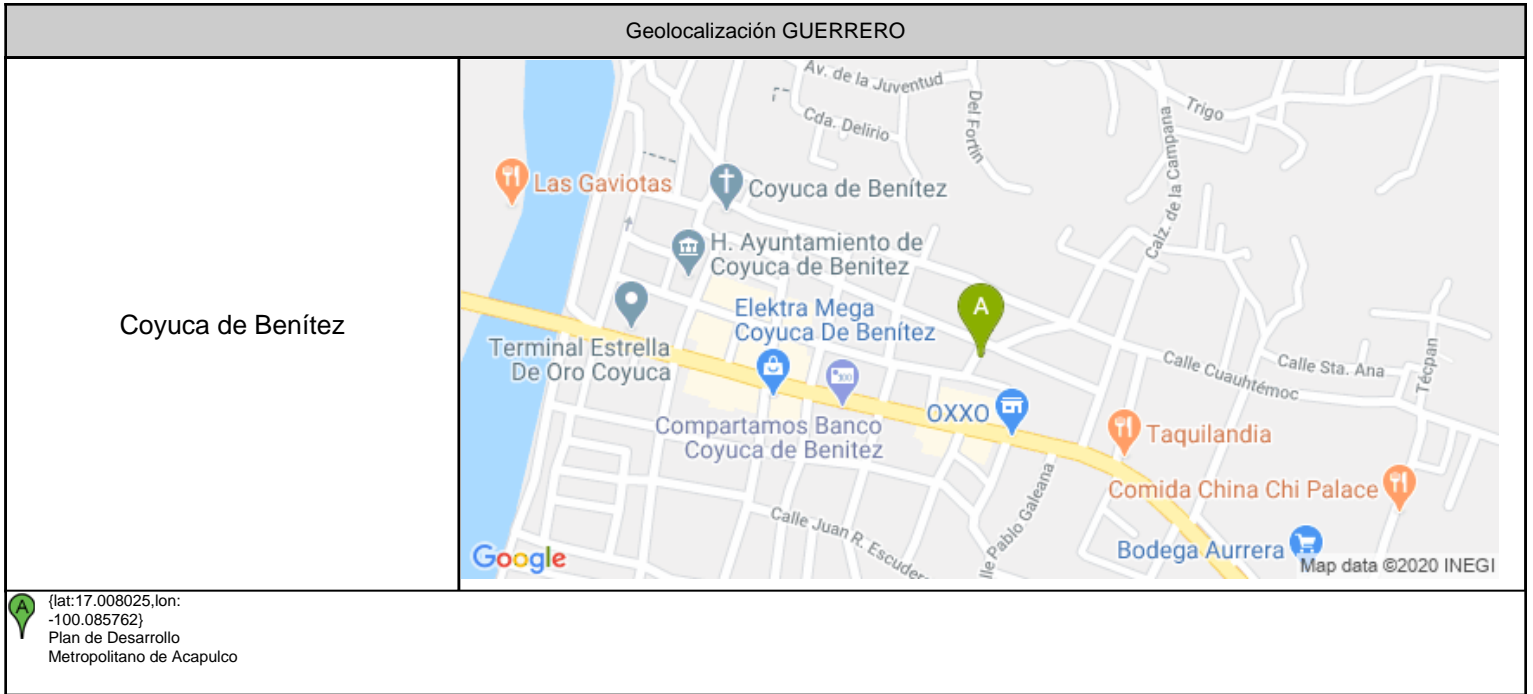 Geolocalización GUERRERO
Coyuca de Benítez
Av. de la Juventud
Cda. Delirio
Del Fortín
Trigo
Calz. de la Campana
Las Gaviotas
Coyuca de Benítez
H. Ayuntamiento de
Coyuca de Benitez
A
Elektra Mega
Coyuca De Benítez
Terminal Estrella
De Oro Coyuca
Calle Cuauhtémoc
Calle Sta. Ana
Técpan
OXXO
Compartamos Banco
Coyuca de Benitez
Taquilandia
Comida China Chi Palace
Calle Juan R. Escudero
Pablo Galeana
Bodega Aurrera
Google
Map data ©2020 INEGI
A
{lat:17.008025,lon:
-100.085762}
Plan de Desarrollo
Metropolitano de Acapulco